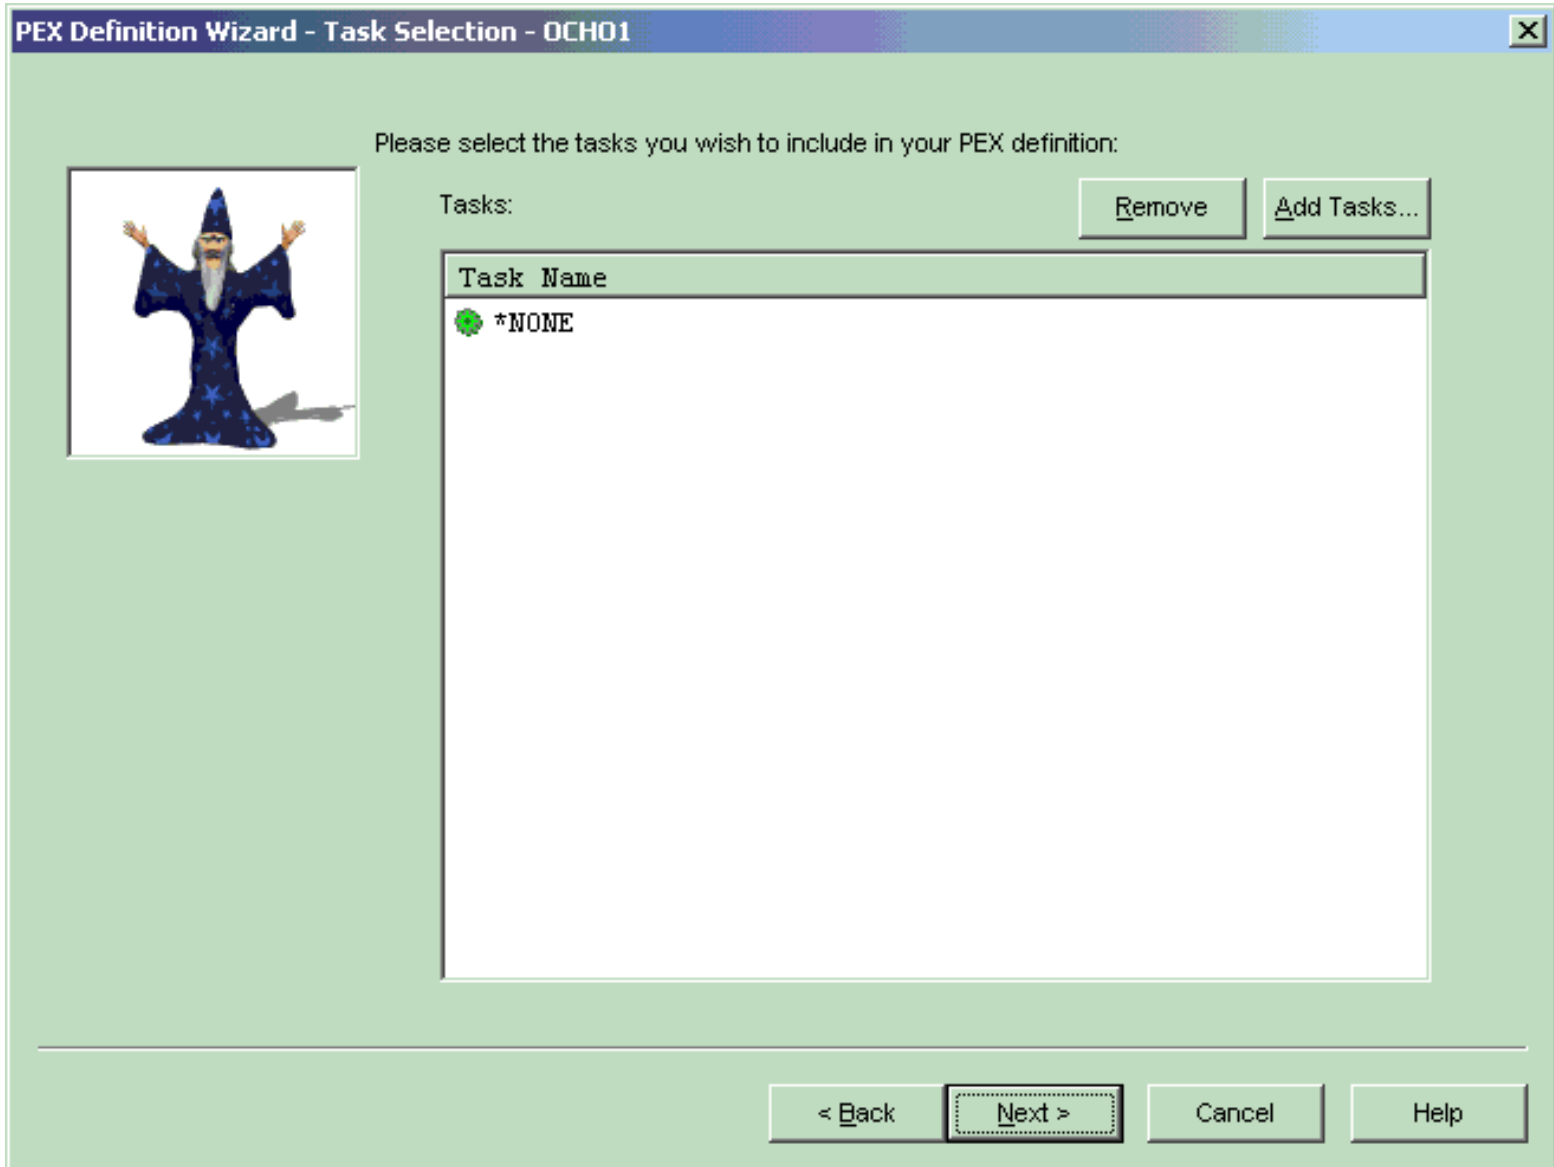 PEX Definition Wizard - Task Selection - OCHO1
Please select the tasks you wish to include in your PEX definition:
Tasks:
Remove
Add Tasks...
Task Name
*NONE
< Back
Next >
Cancel
Help